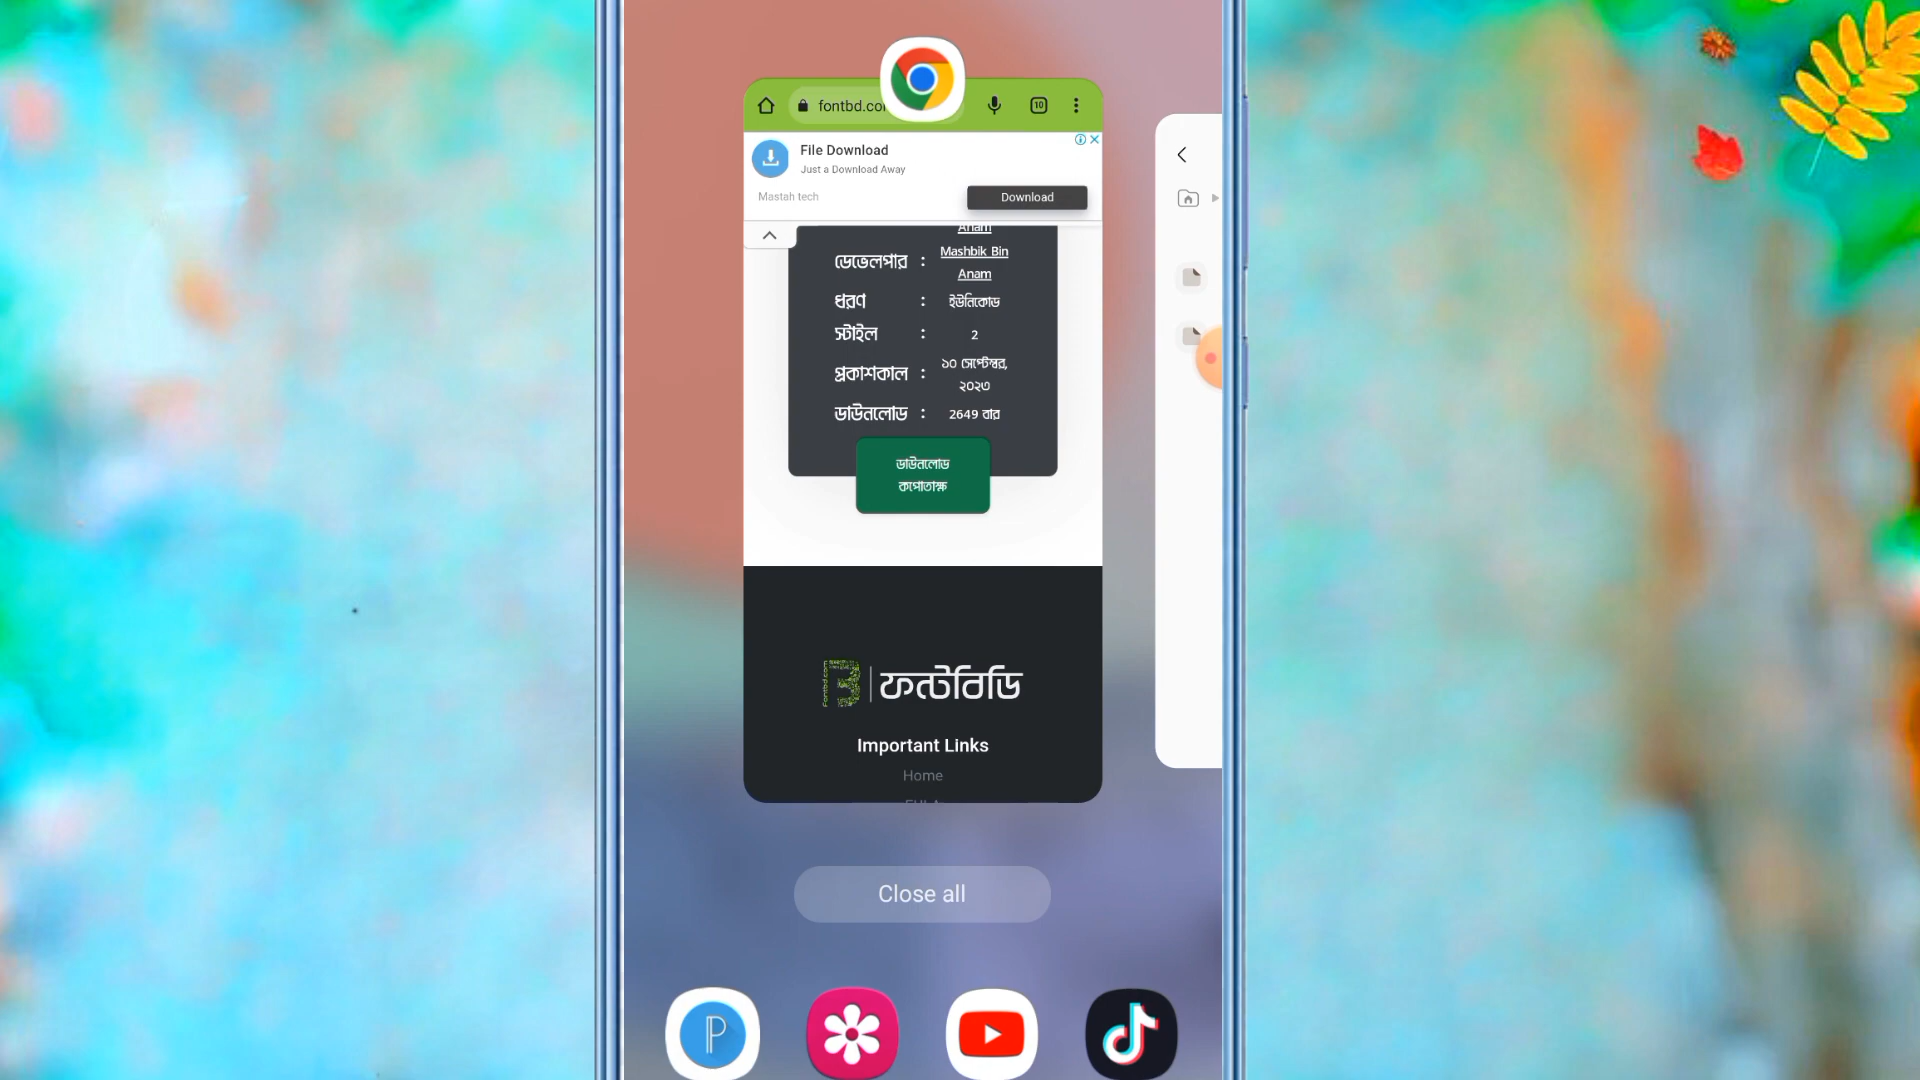 fontbd.co
10
File Download
Just a Download Away
Mastah tech
Download
Anam
ডেভেলপার : Mashbik Bin
Anam
ধরণ : ইউনিকোড
স্টাইল : 2
প্রকাশকাল : ১০ সেপ্টেম্বর,
২০২৩
ডাউনলোড : 2649 বার
ডাউনলোড
কপোতাক্ষ
ফন্টবিডি
Important Links
Home
Close all